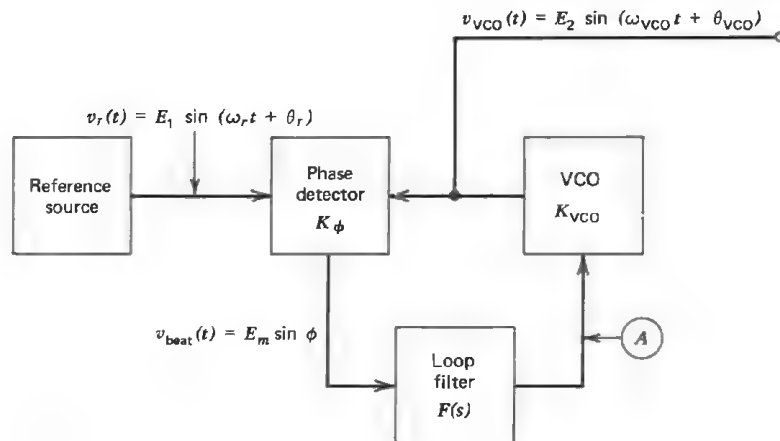 v_VCO(t) = E_2 sin (ω_VCO t + θ_VCO)
v_r(t) = E_1 sin (ω_r t + θ_r)
Reference
source
Phase
detector
K_ϕ
VCO
K_VCO
v_beat(t) = E_m sin ϕ
Loop
filter
F(s)
A